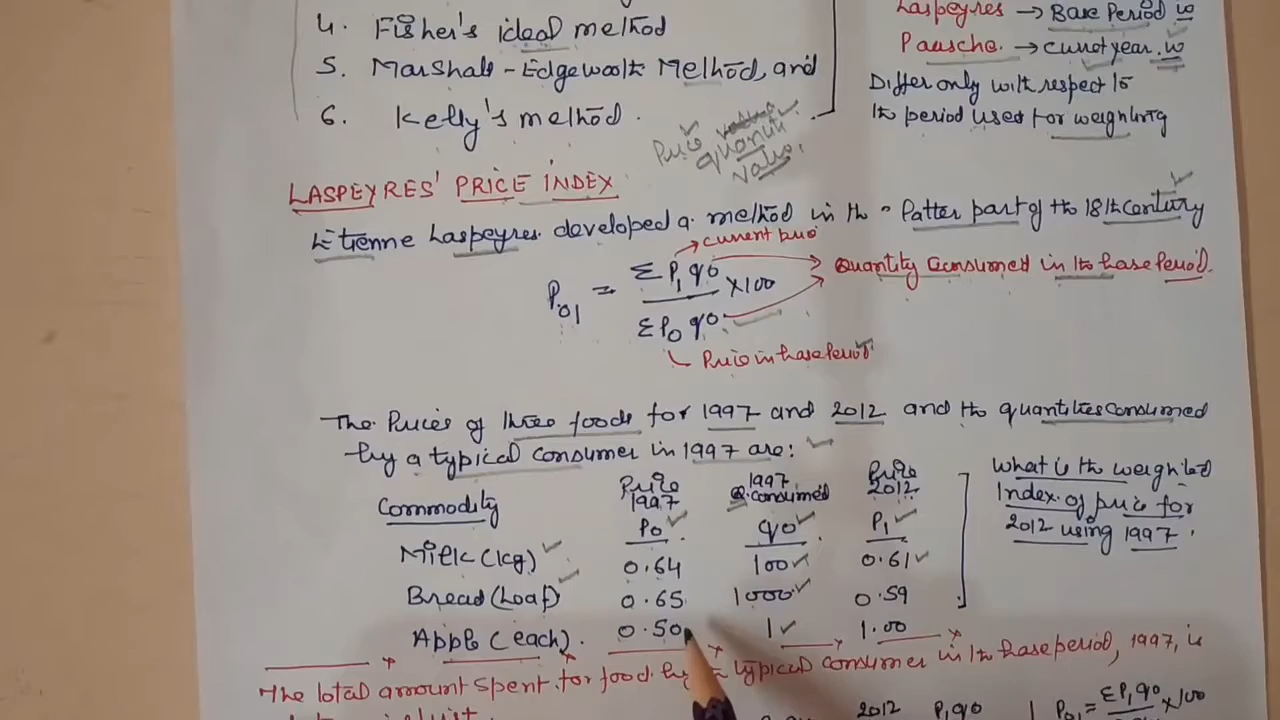 4. Fisher's ideal method
5. Marshall-Edgeworth Method, and
6. Kelly's method.
Laspeyres → Base Period
Pausche. → current year.
Differ only with respect to
the period used for weighting
Price quantity
Value.
LASPEYRES' PRICE INDEX
Etienne Laspeyres developed a method in the latter part of the 18th century
P01 = ΣP1q0 / ΣP0q0 ×100
→ current price
Quantity Consumed in the base Period.
Price in base Period
The Prices of three foods for 1997 and 2012 and the quantities consumed
by a typical consumer in 1997 are:
Commodity Price 1997 1997 Q.consumed Price 2012
P0 q0 P1
Milk (kg) 0.64 100 0.61
Bread (Loaf) 0.65 1000 0.59
Apple (each). 0.50 1 1.00
What is the weighted
Index of price for
2012 using 1997.
The total amount spent for food by a typical consumer in the base period, 1997, is
2012 P1q0
P01 = ΣP1q0 ×100